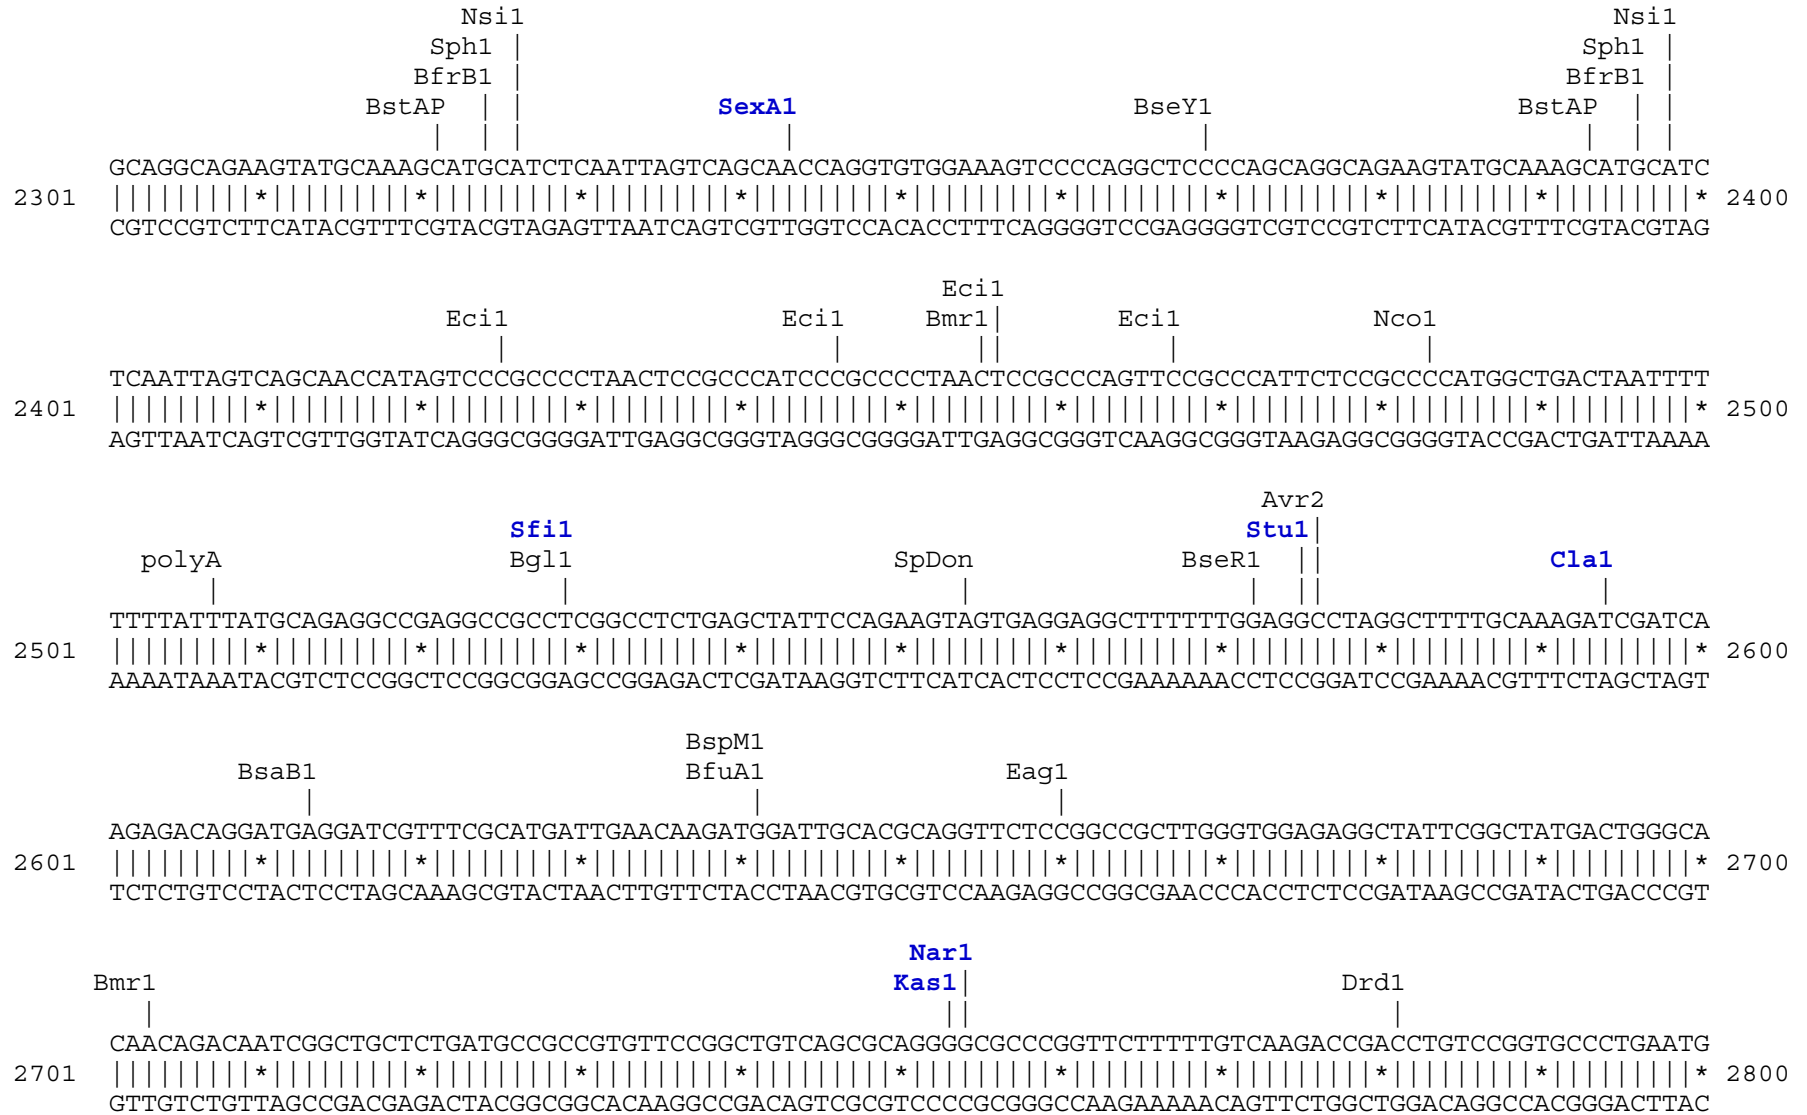 Nsi1 Nsi1
Sph1 | Sph1 |
BfrB1 | BfrB1 |
BstAP | | SexA1 BseY1 BstAP | |
| | | | | | | |
GCAGGCAGAAGTATGCAAAGCATGCATCTCAATTAGTCAGCAACCAGGTGTGGAAAGTCCCCAGGCTCCCCAGCAGGCAGAAGTATGCAAAGCATGCATC
2301 |||||||||*|||||||||*|||||||||*|||||||||*|||||||||*|||||||||*|||||||||*|||||||||*|||||||||*|||||||||* 2400
CGTCCGTCTTCATACGTTTCGTACGTAGAGTTAATCAGTCGTTGGTCCACACCTTTCAGGGGTCCGAGGGGTCGTCCGTCTTCATACGTTTCGTACGTAG
Eci1
Eci1 Eci1 Bmr1| Eci1 Nco1
| | || | |
TCAATTAGTCAGCAACCATAGTCCCGCCCCTAACTCCGCCCATCCCGCCCCTAACTCCGCCCAGTTCCGCCCATTCTCCGCCCCATGGCTGACTAATTTT
2401 |||||||||*|||||||||*|||||||||*|||||||||*|||||||||*|||||||||*|||||||||*|||||||||*|||||||||*|||||||||* 2500
AGTTAATCAGTCGTTGGTATCAGGGCGGGGATTGAGGCGGGTAGGGCGGGGATTGAGGCGGGTCAAGGCGGGTAAGAGGCGGGGTACCGACTGATTAAAA
Avr2
Sfi1 Stu1|
polyA Bgl1 SpDon BseR1 || Cla1
| | | | || |
TTTTATTTATGCAGAGGCCGAGGCCGCCTCGGCCTCTGAGCTATTCCAGAAGTAGTGAGGAGGCTTTTTTGGAGGCCTAGGCTTTTGCAAAGATCGATCA
2501 |||||||||*|||||||||*|||||||||*|||||||||*|||||||||*|||||||||*|||||||||*|||||||||*|||||||||*|||||||||* 2600
AAAATAAATACGTCTCCGGCTCCGGCGGAGCCGGAGACTCGATAAGGTCTTCATCACTCCTCCGAAAAAACCTCCGGATCCGAAAACGTTTCTAGCTAGT
BspM1
BsaB1 BfuA1 Eag1
| | |
AGAGACAGGATGAGGATCGTTTCGCATGATTGAACAAGATGGATTGCACGCAGGTTCTCCGGCCGCTTGGGTGGAGAGGCTATTCGGCTATGACTGGGCA
2601 |||||||||*|||||||||*|||||||||*|||||||||*|||||||||*|||||||||*|||||||||*|||||||||*|||||||||*|||||||||* 2700
TCTCTGTCCTACTCCTAGCAAAGCGTACTAACTTGTTCTACCTAACGTGCGTCCAAGAGGCCGGCGAACCCACCTCTCCGATAAGCCGATACTGACCCGT
Nar1
Bmr1 Kas1| Drd1
| || |
CAACAGACAATCGGCTGCTCTGATGCCGCCGTGTTCCGGCTGTCAGCGCAGGGGCGCCCGGTTCTTTTTGTCAAGACCGACCTGTCCGGTGCCCTGAATG
2701 |||||||||*|||||||||*|||||||||*|||||||||*|||||||||*|||||||||*|||||||||*|||||||||*|||||||||*|||||||||* 2800
GTTGTCTGTTAGCCGACGAGACTACGGCGGCACAAGGCCGACAGTCGCGTCCCCGCGGGCCAAGAAAAACAGTTCTGGCTGGACAGGCCACGGGACTTAC